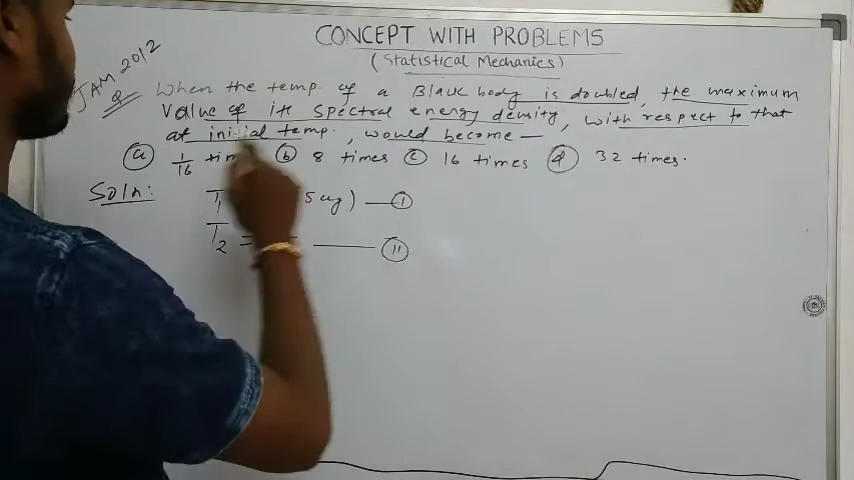 CONCEPT WITH PROBLEMS
(Statistical Mechanics)
JAM 2012
Q
When the temp. of a Black body is doubled, the maximum
value of its spectral energy density, with respect to that
at initial temp., would become —
(a) 1/16 (b) 8 times (c) 16 times (d) 32 times.
Soln:
T1 say) — (I)
T2 = — (II)